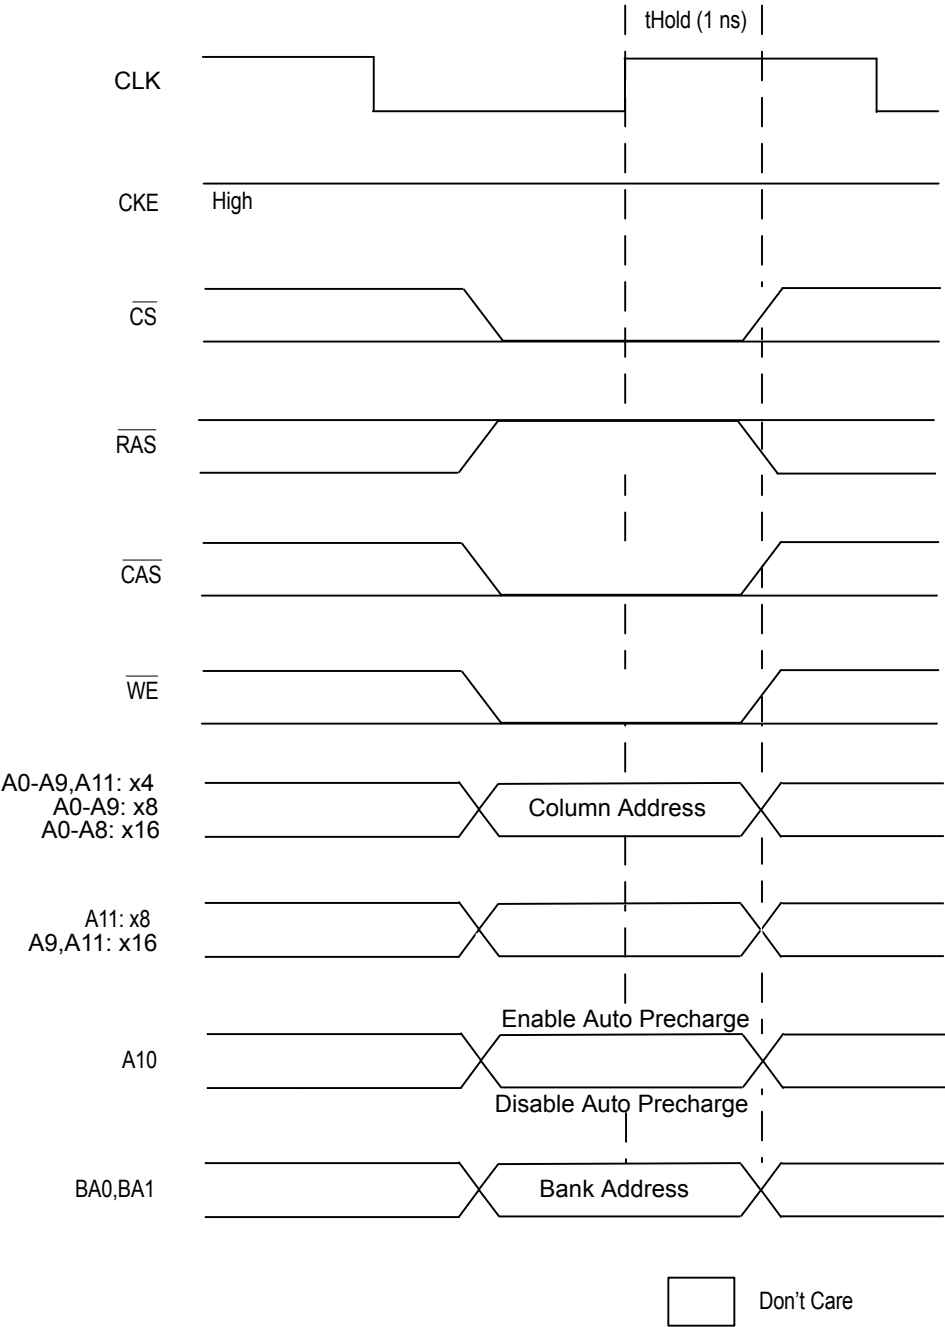 tHold (1 ns)
CLK
CKE
High
CS
RAS
CAS
WE
A0-A9,A11: x4
A0-A9: x8
A0-A8: x16
Column Address
A11: x8
A9,A11: x16
Enable Auto Precharge
A10
Disable Auto Precharge
BA0,BA1
Bank Address
Don't Care